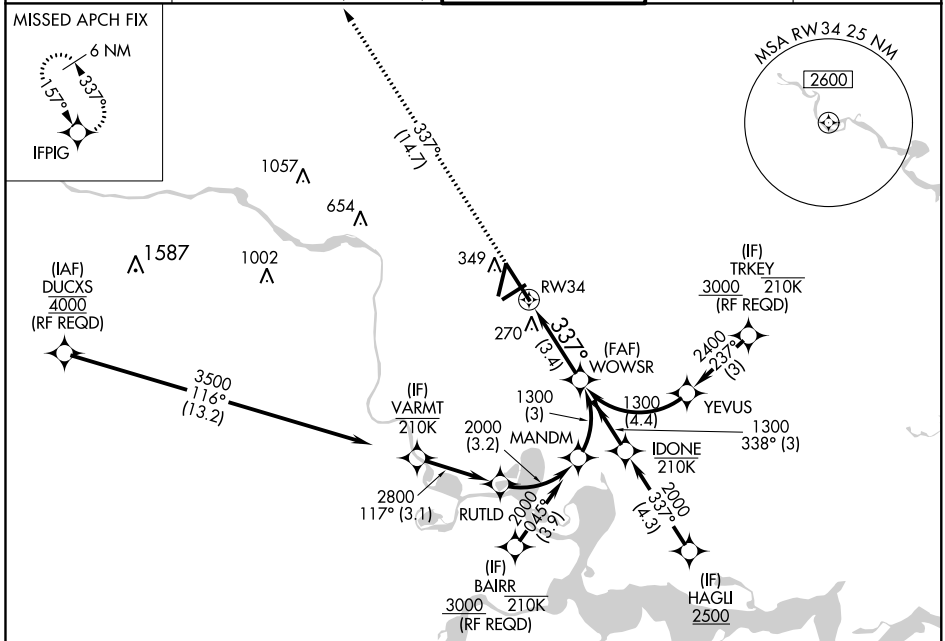 MISSED APCH FIX
6 NM
157°
337°
IFPIG
MSA RW34 25 NM
2600
337°
(14.7)
1057
654
1587
1002
349
RW34
270
337°
(3.4)
(FAF)
WOWSR
(IF)
TRKEY
3000 210K
(RF REQD)
2400
237°
(3)
YEVUS
(IAF)
DUCXS
4000
(RF REQD)
3500
116°
(13.2)
(IF)
VARMT
210K
2000
(3.2)
MANDM
1300
(3)
1300
(4.4)
1300
338° (3)
IDONE
210K
2800
117° (3.1)
RUTLD
2000
045°
(3.9)
2000
337°
(4.3)
(IF)
BAIRR
3000 210K
(RF REQD)
(IF)
HAGLI
2500